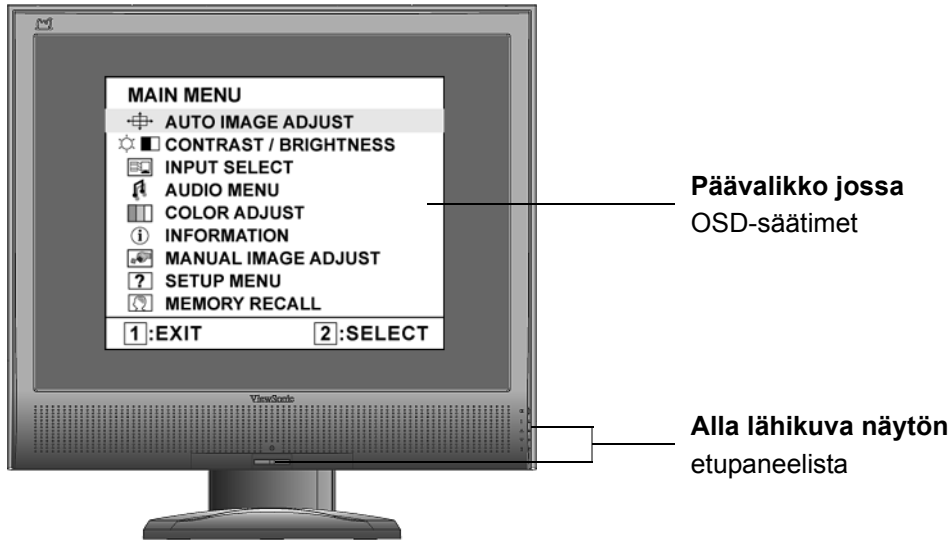 MAIN MENU
AUTO IMAGE ADJUST
CONTRAST / BRIGHTNESS
INPUT SELECT
AUDIO MENU
COLOR ADJUST
INFORMATION
MANUAL IMAGE ADJUST
SETUP MENU
MEMORY RECALL
1:EXIT 2:SELECT
ViewSonic
Päävalikko jossa
OSD-säätimet
Alla lähikuva näytön
etupaneelista